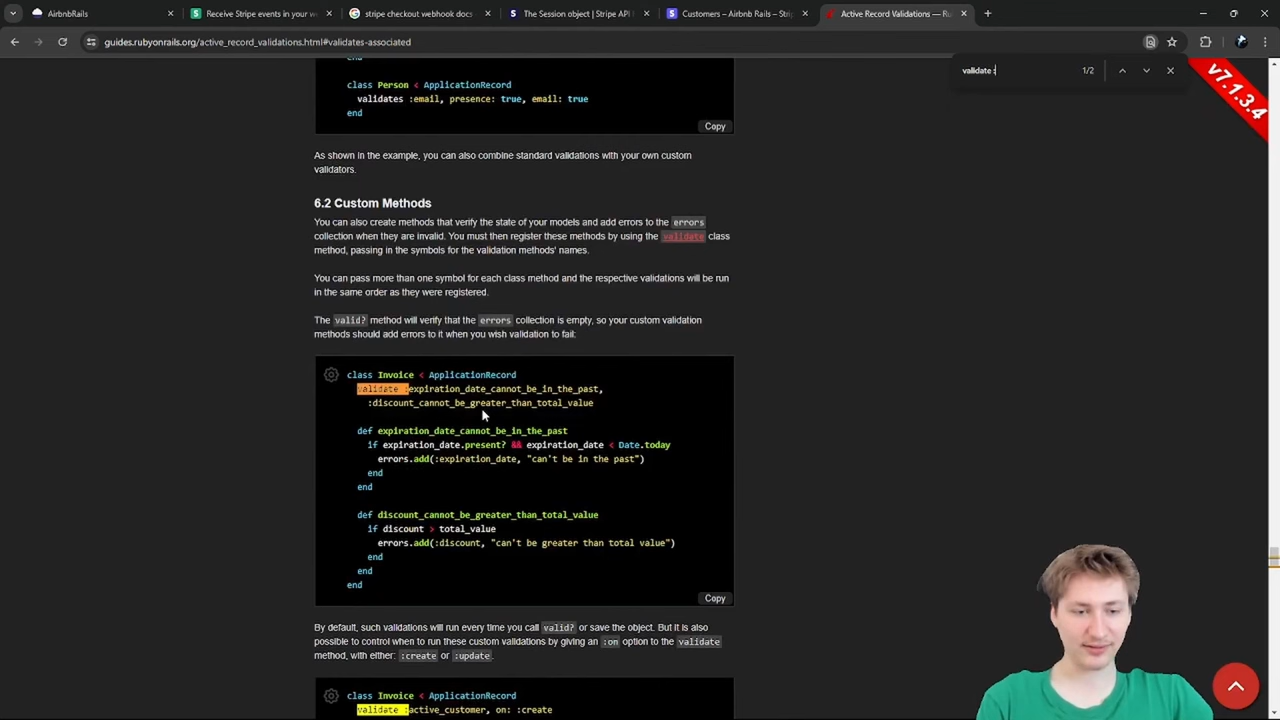 AirbnbRails
Receive Stripe events in your w
stripe checkout webhook docs
The Session object | Stripe API
Customers – Airbnb Rails – Strip
Active Record Validations — Ru
guides.rubyonrails.org/active_record_validations.html#validates-associated
validate :
1/2
v7.1.3.4
end
class Person < ApplicationRecord
validates :email, presence: true, email: true
end
Copy
As shown in the example, you can also combine standard validations with your own custom
validators.
6.2 Custom Methods
You can also create methods that verify the state of your models and add errors to the errors
collection when they are invalid. You must then register these methods by using the validate class
method, passing in the symbols for the validation methods' names.
You can pass more than one symbol for each class method and the respective validations will be run
in the same order as they were registered.
The valid? method will verify that the errors collection is empty, so your custom validation
methods should add errors to it when you wish validation to fail:
class Invoice < ApplicationRecord
validate :expiration_date_cannot_be_in_the_past,
:discount_cannot_be_greater_than_total_value
def expiration_date_cannot_be_in_the_past
if expiration_date.present? && expiration_date < Date.today
errors.add(:expiration_date, "can't be in the past")
end
end
def discount_cannot_be_greater_than_total_value
if discount > total_value
errors.add(:discount, "can't be greater than total value")
end
end
end
Copy
By default, such validations will run every time you call valid? or save the object. But it is also
possible to control when to run these custom validations by giving an :on option to the validate
method, with either: :create or :update.
class Invoice < ApplicationRecord
validate :active_customer, on: :create